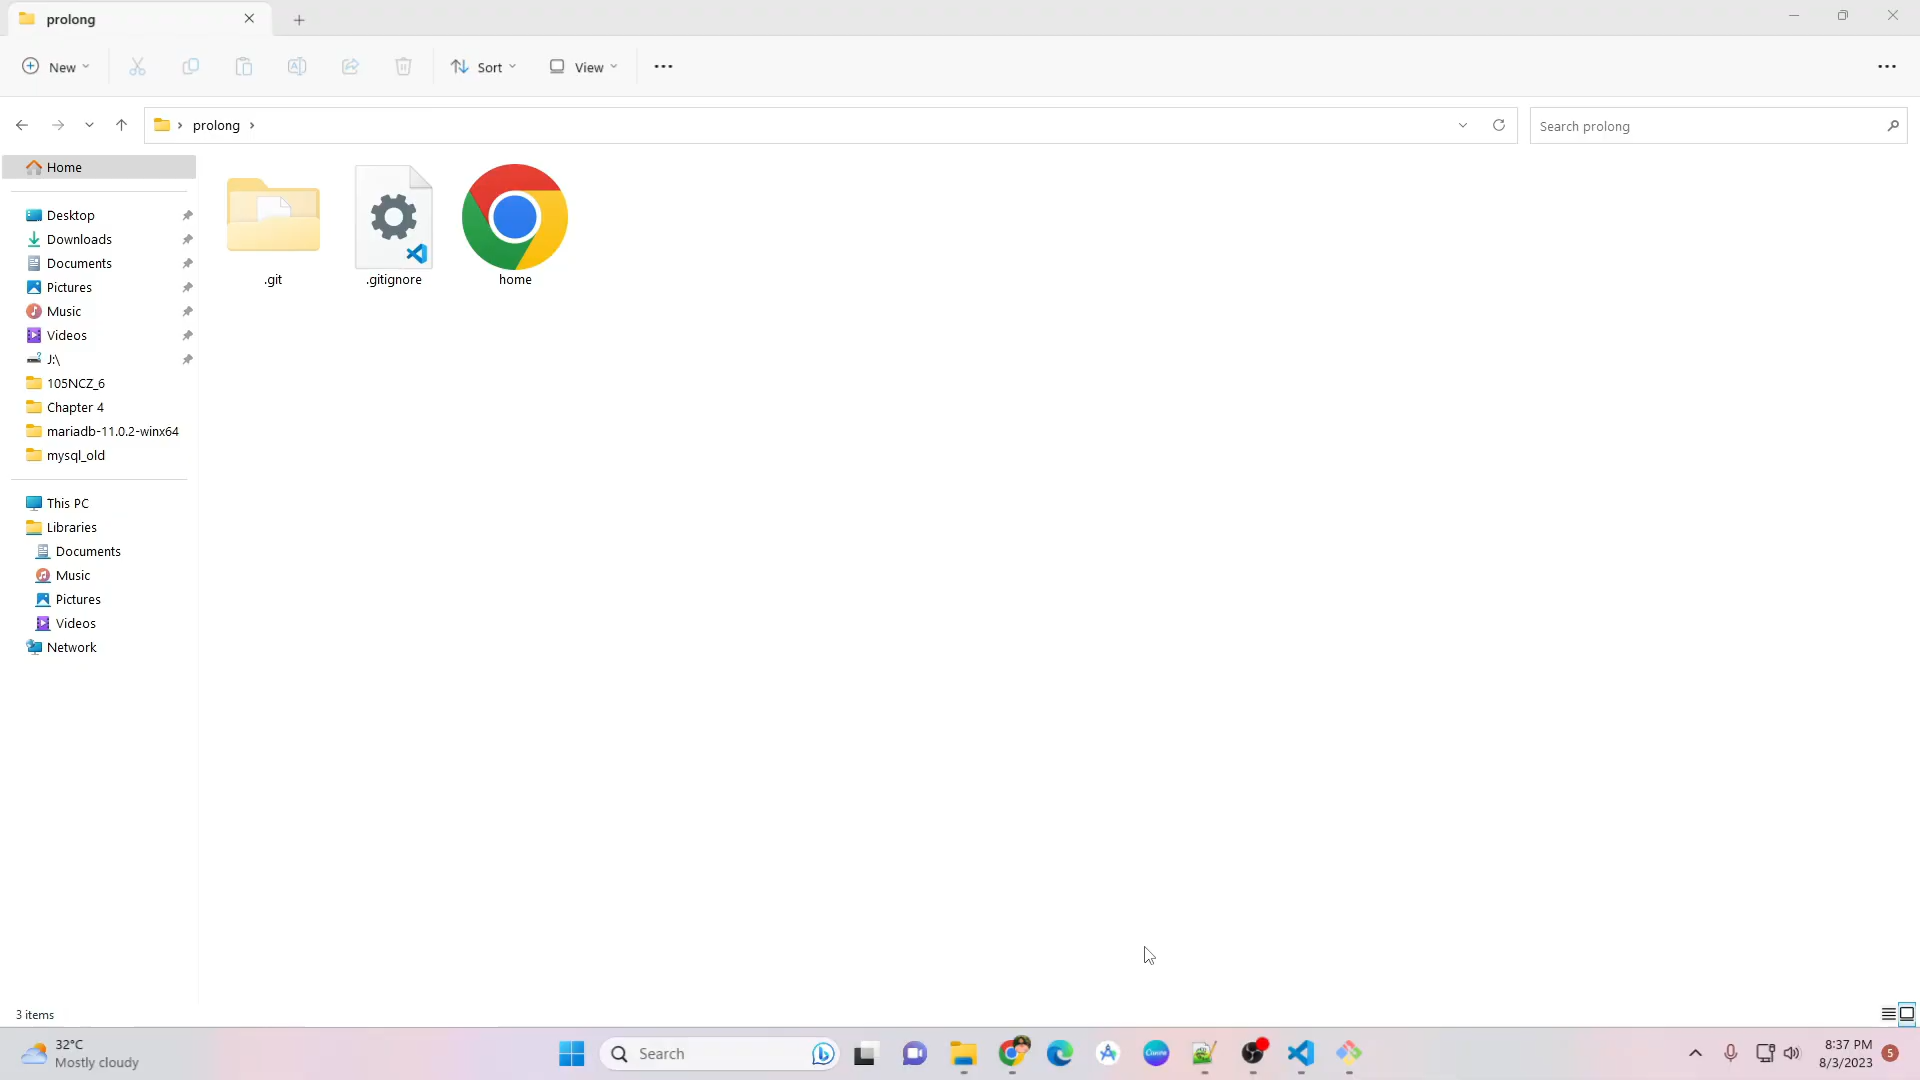 prolong
New
Sort
View
prolong
Search prolong
Home
Desktop
Downloads
Documents
Pictures
Music
Videos
J:\
105NCZ_6
Chapter 4
mariadb-11.0.2-winx64
mysql_old
This PC
Libraries
Documents
Music
Pictures
Videos
Network
.git
.gitignore
home
3 items
32°C
Mostly cloudy
Search
Canva
8:37 PM
8/3/2023
5